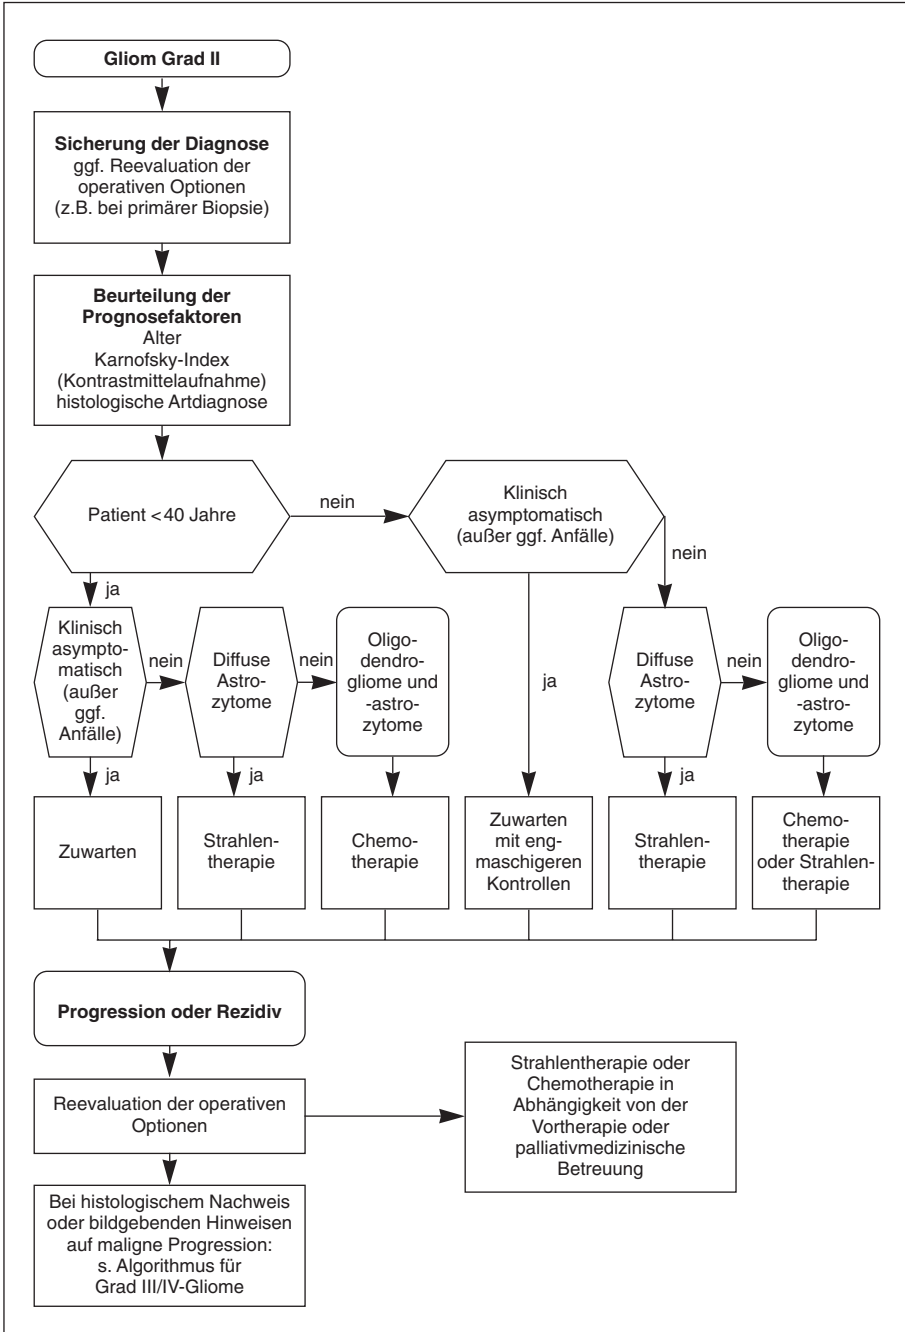 Gliom Grad II
Sicherung der Diagnose
ggf. Reevaluation der
operativen Optionen
(z.B. bei primärer Biopsie)
Beurteilung der
Prognosefaktoren
Alter
Karnofsky-Index
(Kontrastmittelaufnahme)
histologische Artdiagnose
Patient < 40 Jahre
nein
Klinisch
asymptomatisch
(außer ggf. Anfälle)
nein
ja
Klinisch
asympto-
matisch
(außer
ggf.
Anfälle)
nein
Diffuse
Astro-
zytome
nein
Oligo-
dendro-
gliome und
-astro-
zytome
ja
Diffuse
Astro-
zytome
nein
Oligo-
dendro-
gliome und
-astro-
zytome
ja
ja
ja
Zuwarten
Strahlen-
therapie
Chemo-
therapie
Zuwarten
mit eng-
maschigeren
Kontrollen
Strahlen-
therapie
Chemo-
therapie
oder Strahlen-
therapie
Progression oder Rezidiv
Reevaluation der operativen
Optionen
Strahlentherapie oder
Chemotherapie in
Abhängigkeit von der
Vortherapie oder
palliativmedizinische
Betreuung
Bei histologischem Nachweis
oder bildgebenden Hinweisen
auf maligne Progression:
s. Algorithmus für
Grad III/IV-Gliome